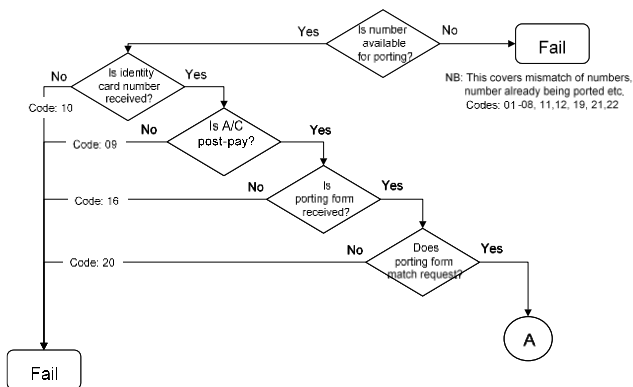 Yes
Is number
available
for porting?
No
Fail
NB: This covers mismatch of numbers,
number already being ported etc,
Codes: 01-08, 11,12, 19, 21,22
No
Is identity
card number
received?
Yes
Code: 10
No
Is A/C
post-pay?
Yes
Code: 09
No
Is
porting form
received?
Yes
Code: 16
No
Does
porting form
match request?
Yes
Code: 20
A
Fail